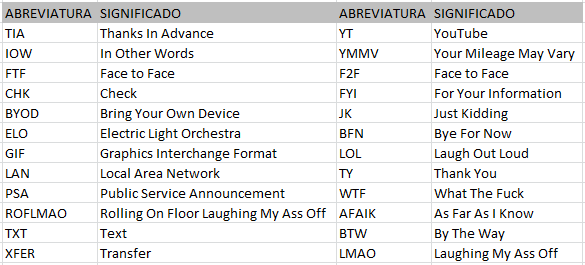 ABREVIATURA SIGNIFICADO ABREVIATURA SIGNIFICADO
TIA Thanks In Advance YT YouTube
IOW In Other Words YMMV Your Mileage May Vary
FTF Face to Face F2F Face to Face
CHK Check FYI For Your Information
BYOD Bring Your Own Device JK Just Kidding
ELO Electric Light Orchestra BFN Bye For Now
GIF Graphics Interchange Format LOL Laugh Out Loud
LAN Local Area Network TY Thank You
PSA Public Service Announcement WTF What The Fuck
ROFLMAO Rolling On Floor Laughing My Ass Off AFAIK As Far As I Know
TXT Text BTW By The Way
XFER Transfer LMAO Laughing My Ass Off